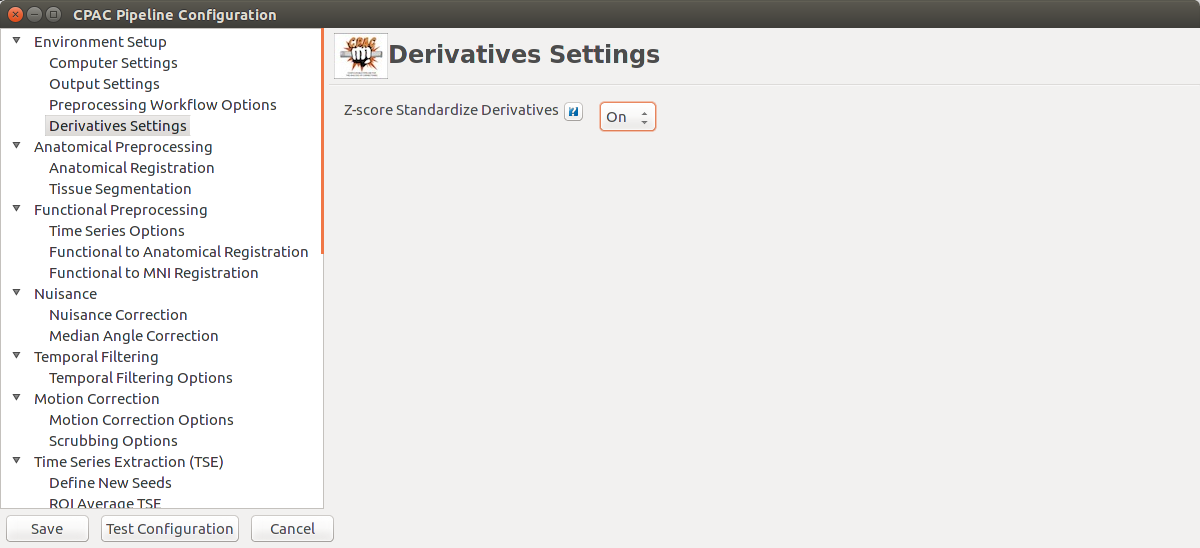 CPAC Pipeline Configuration
Environment Setup
Computer Settings
Output Settings
Preprocessing Workflow Options
Derivatives Settings
Anatomical Preprocessing
Anatomical Registration
Tissue Segmentation
Functional Preprocessing
Time Series Options
Functional to Anatomical Registration
Functional to MNI Registration
Nuisance
Nuisance Correction
Median Angle Correction
Temporal Filtering
Temporal Filtering Options
Motion Correction
Motion Correction Options
Scrubbing Options
Time Series Extraction (TSE)
Define New Seeds
ROI Average TSE
Save Test Configuration Cancel
CPAC
Derivatives Settings
Z-score Standardize Derivatives ? On